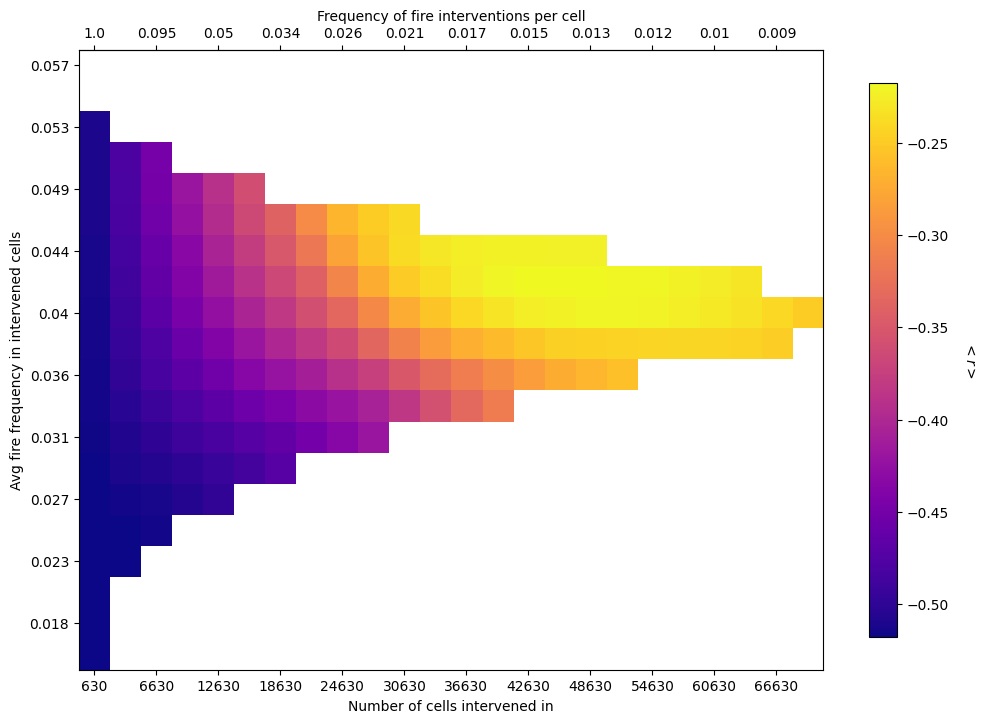 Frequency of fire interventions per cell
1.0 0.095 0.05 0.034 0.026 0.021 0.017 0.015 0.013 0.012 0.01 0.009
Avg fire frequency in intervened cells
0.057
0.053
0.049
0.044
0.04
0.036
0.031
0.027
0.023
0.018
630 6630 12630 18630 24630 30630 36630 42630 48630 54630 60630 66630
Number of cells intervened in
−0.25
−0.30
−0.35
−0.40
−0.45
−0.50
< r >